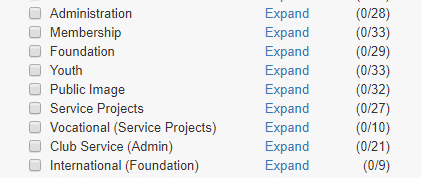 Administration Expand (0/28)
Membership Expand (0/33)
Foundation Expand (0/29)
Youth Expand (0/33)
Public Image Expand (0/32)
Service Projects Expand (0/27)
Vocational (Service Projects) Expand (0/10)
Club Service (Admin) Expand (0/21)
International (Foundation) Expand (0/9)